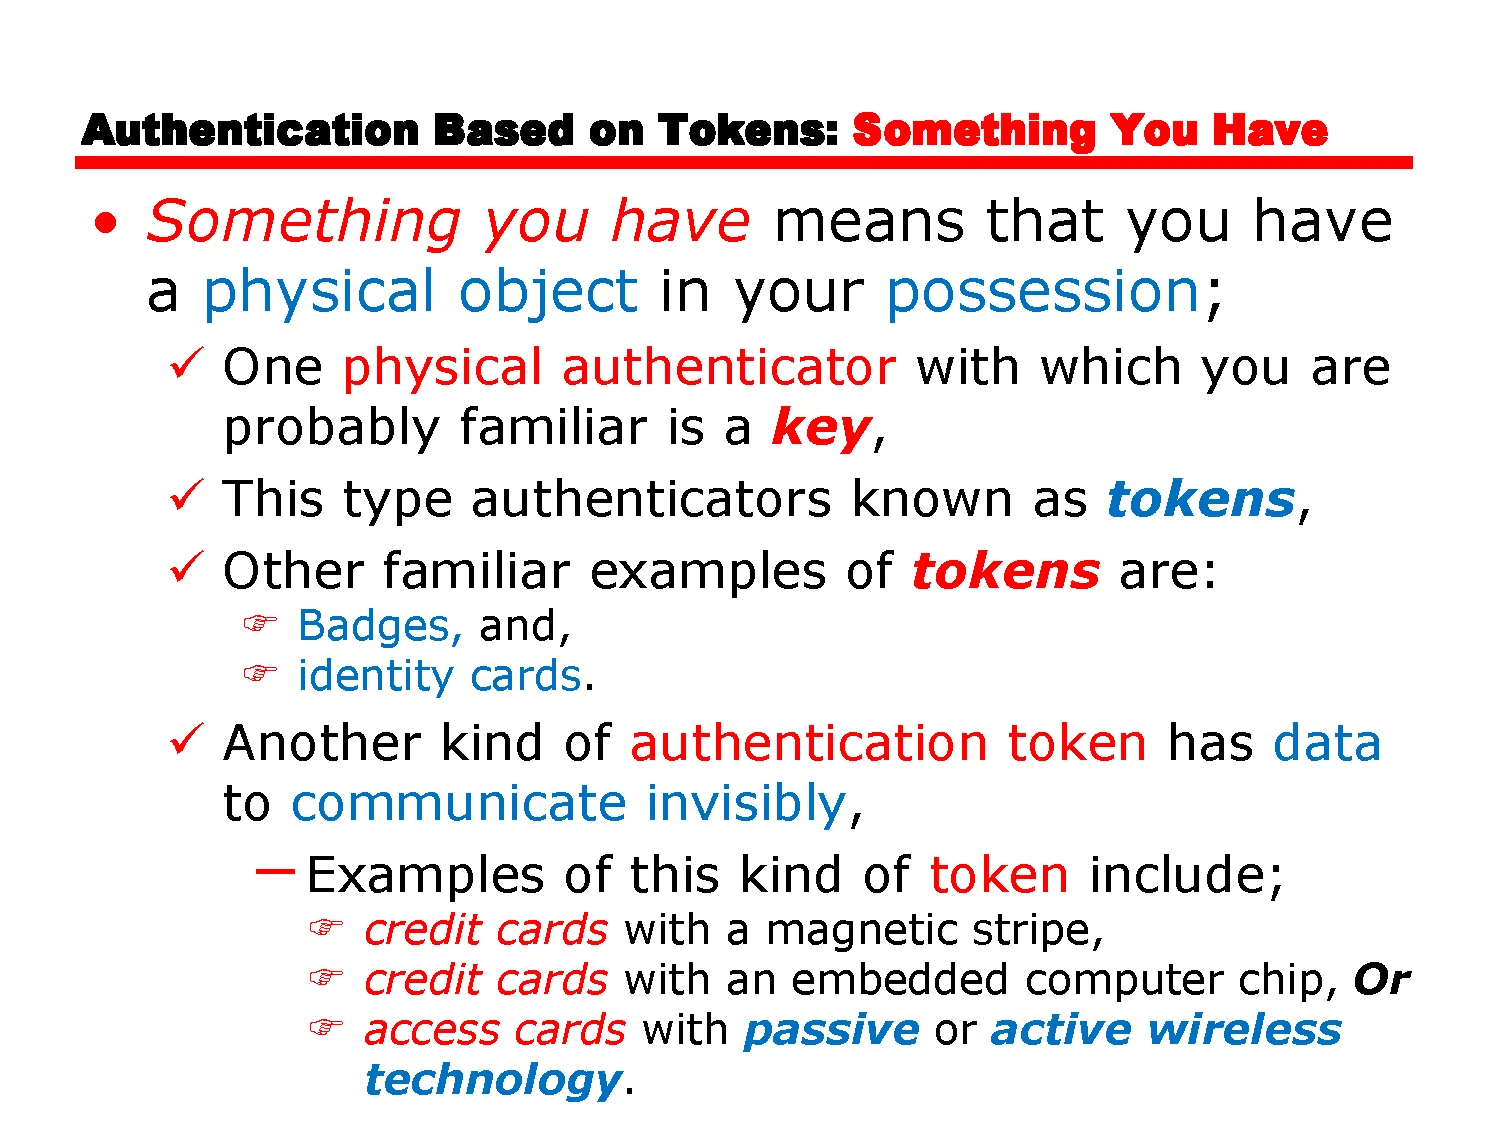 Authentication Based on Tokens: Something You Have
• Something you have means that you have
a physical object in your possession;
✓ One physical authenticator with which you are
probably familiar is a key,
✓ This type authenticators known as tokens,
✓ Other familiar examples of tokens are:
☞ Badges, and,
☞ identity cards.
✓ Another kind of authentication token has data
to communicate invisibly,
– Examples of this kind of token include;
☞ credit cards with a magnetic stripe,
☞ credit cards with an embedded computer chip, Or
☞ access cards with passive or active wireless
technology.